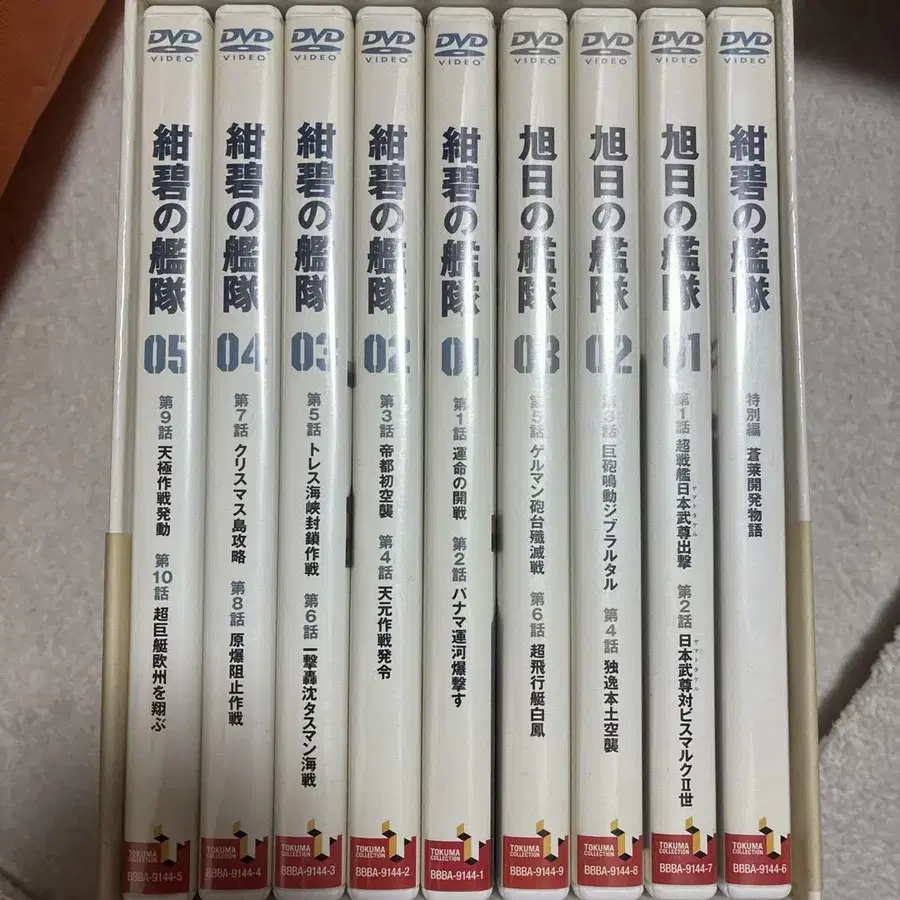 DVD
VIDEO
紺碧の艦隊
05
第9話 天極作戦発動
第10話 超巨艇欧州を翔ぶ
TOKUMA
COLLECTION
BBBA-9144-5
DVD
VIDEO
紺碧の艦隊
04
第7話 クリスマス島攻略
第8話 原爆阻止作戦
TOKUMA
COLLECTION
BBBA-9144-4
DVD
VIDEO
紺碧の艦隊
03
第5話 トレス海峡封鎖作戦
第6話 一撃轟沈タスマン海戦
TOKUMA
COLLECTION
BBBA-9144-3
DVD
VIDEO
紺碧の艦隊
02
第3話 帝都初空襲
第4話 天元作戦発令
TOKUMA
COLLECTION
BBBA-9144-2
DVD
VIDEO
紺碧の艦隊
01
第1話 運命の開戦
第2話 パナマ運河爆撃す
TOKUMA
COLLECTION
BBBA-9144-1
DVD
VIDEO
旭日の艦隊
03
第5話 ゲルマン砲台殲滅戦
第6話 超飛行艇白鳳
TOKUMA
COLLECTION
BBBA-9144-9
DVD
VIDEO
旭日の艦隊
02
第3話 巨砲鳴動ジブラルタル
第4話 独逸本土空襲
TOKUMA
COLLECTION
BBBA-9144-8
DVD
VIDEO
旭日の艦隊
01
第1話 超戦艦日本武尊出撃
ヤマトタケル
第2話 日本武尊対ビスマルクⅡ世
ヤマトタケル
TOKUMA
COLLECTION
BBBA-9144-7
DVD
VIDEO
紺碧の艦隊
特別編 蒼莱開発物語
TOKUMA
COLLECTION
BBBA-9144-6